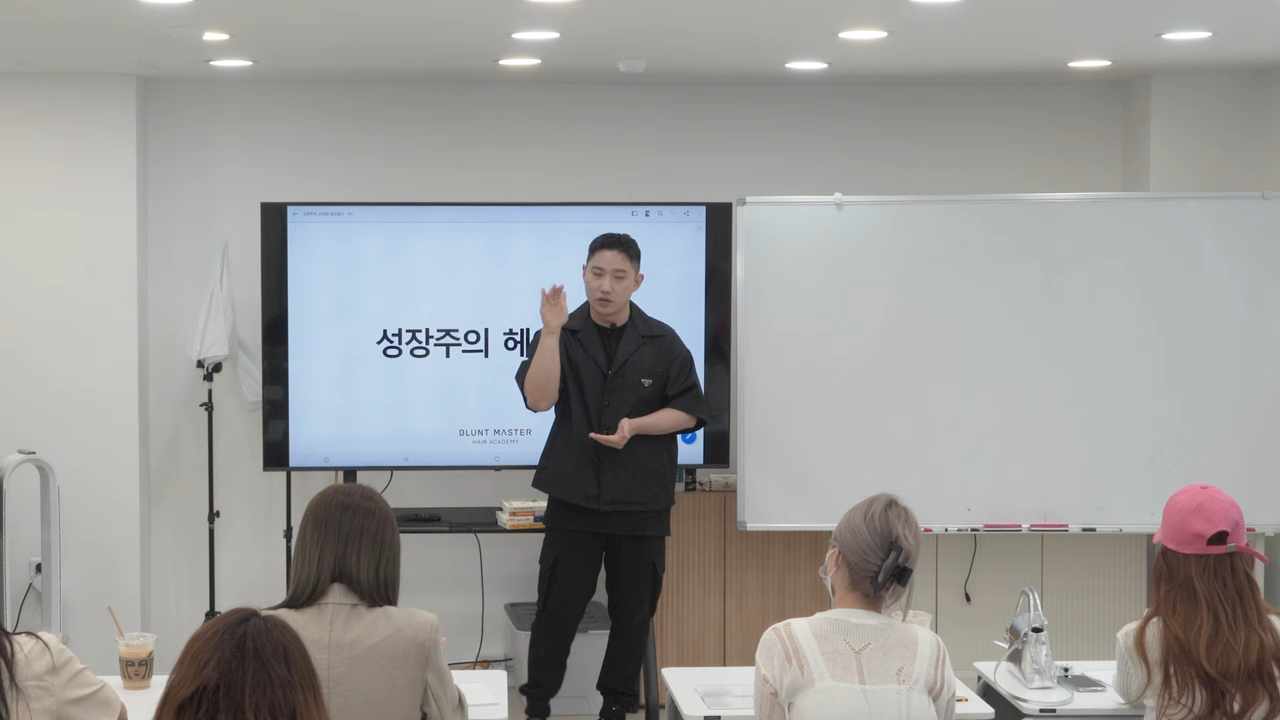 성장주의 헤
BLUNT MASTER
HAIR ACADEMY